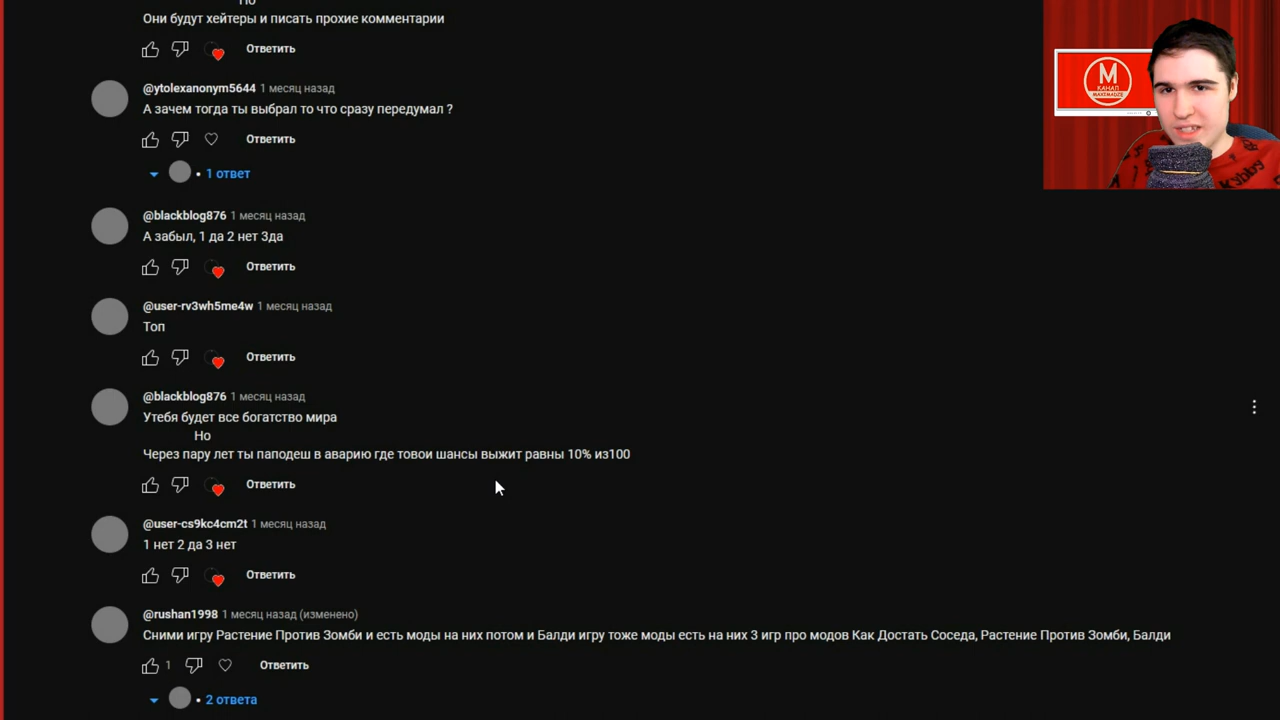 Но
Они будут хейтеры и писать прохие комментарии
Ответить
@ytolexanonym5644 1 месяц назад
А зачем тогда ты выбрал то что сразу передумал ?
Ответить
• 1 ответ
@blackblog876 1 месяц назад
А забыл, 1 да 2 нет 3да
Ответить
@user-rv3wh5me4w 1 месяц назад
Топ
Ответить
@blackblog876 1 месяц назад
Утебя будет все богатство мира
Но
Через пару лет ты паподеш в аварию где товои шансы выжит равны 10% из100
Ответить
@user-cs9kc4cm2t 1 месяц назад
1 нет 2 да 3 нет
Ответить
@rushan1998 1 месяц назад (изменено)
Сними игру Растение Против Зомби и есть моды на них потом и Балди игру тоже моды есть на них 3 игр про модов Как Достать Соседа, Растение Против Зомби, Балди
1 Ответить
• 2 ответа
М
КАНАЛ